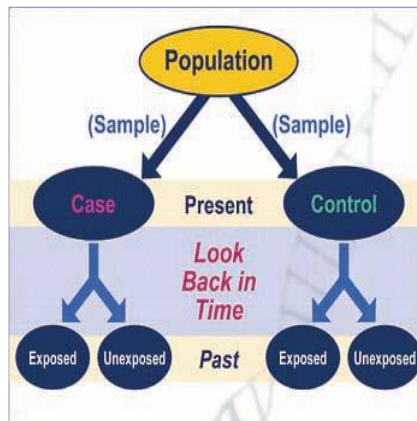 Population
(Sample) (Sample)
Case Present Control
Look
Back in
Time
Exposed Unexposed Past Exposed Unexposed